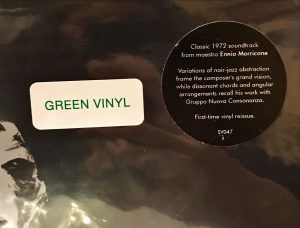 Classic 1972 soundtrack
from maestro Ennio Morricone
Variations of noir-jazz abstraction
frame the composer's grand vision,
while dissonant chords and angular
arrangements recall his work with
Gruppo Nuova Consonanza.
First-time vinyl reissue.
SV047
GREEN VINYL